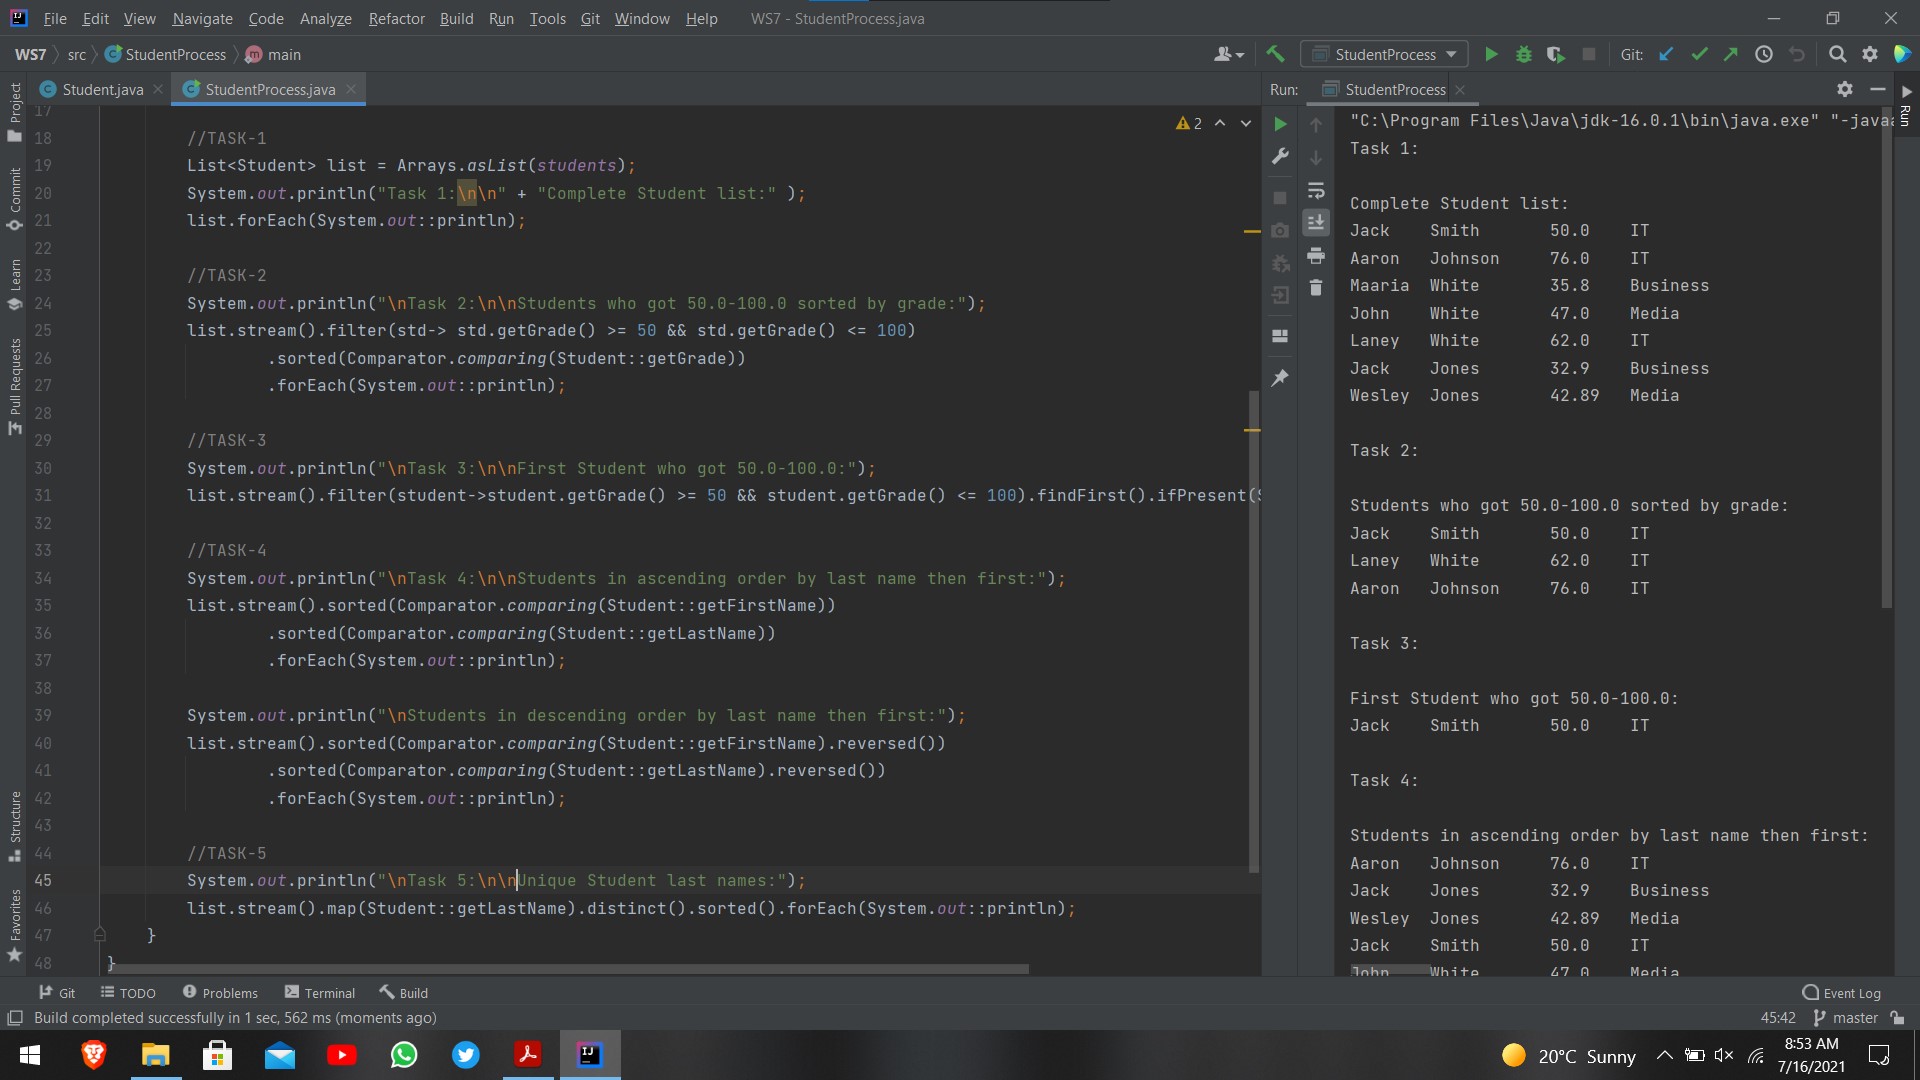 File Edit View Navigate Code Analyze Refactor Build Run Tools Git Window Help WS7 - StudentProcess.java
WS7 src StudentProcess main StudentProcess Git:
Student.java StudentProcess.java
Run: StudentProcess
Project
Commit
Learn
Pull Requests
Structure
Favorites
Run
2
17
18 //TASK-1
19 List<Student> list = Arrays.asList(students);
20 System.out.println("Task 1:\n\n" + "Complete Student list:" );
21 list.forEach(System.out::println);
22
23 //TASK-2
24 System.out.println("\nTask 2:\n\nStudents who got 50.0-100.0 sorted by grade:");
25 list.stream().filter(std-> std.getGrade() >= 50 && std.getGrade() <= 100)
26 .sorted(Comparator.comparing(Student::getGrade))
27 .forEach(System.out::println);
28
29 //TASK-3
30 System.out.println("\nTask 3:\n\nFirst Student who got 50.0-100.0:");
31 list.stream().filter(student->student.getGrade() >= 50 && student.getGrade() <= 100).findFirst().ifPresent(
32
33 //TASK-4
34 System.out.println("\nTask 4:\n\nStudents in ascending order by last name then first:");
35 list.stream().sorted(Comparator.comparing(Student::getFirstName))
36 .sorted(Comparator.comparing(Student::getLastName))
37 .forEach(System.out::println);
38
39 System.out.println("\nStudents in descending order by last name then first:");
40 list.stream().sorted(Comparator.comparing(Student::getFirstName).reversed())
41 .sorted(Comparator.comparing(Student::getLastName).reversed())
42 .forEach(System.out::println);
43
44 //TASK-5
45 System.out.println("\nTask 5:\n\nUnique Student last names:");
46 list.stream().map(Student::getLastName).distinct().sorted().forEach(System.out::println);
47 }
48 }
"C:\Program Files\Java\jdk-16.0.1\bin\java.exe" "-javaa
Task 1:
Complete Student list:
Jack Smith 50.0 IT
Aaron Johnson 76.0 IT
Maaria White 35.8 Business
John White 47.0 Media
Laney White 62.0 IT
Jack Jones 32.9 Business
Wesley Jones 42.89 Media
Task 2:
Students who got 50.0-100.0 sorted by grade:
Jack Smith 50.0 IT
Laney White 62.0 IT
Aaron Johnson 76.0 IT
Task 3:
First Student who got 50.0-100.0:
Jack Smith 50.0 IT
Task 4:
Students in ascending order by last name then first:
Aaron Johnson 76.0 IT
Jack Jones 32.9 Business
Wesley Jones 42.89 Media
Jack Smith 50.0 IT
John White 47.0 Media
Git TODO Problems Terminal Build Event Log
Build completed successfully in 1 sec, 562 ms (moments ago) 45:42 master
20°C Sunny
8:53 AM
7/16/2021